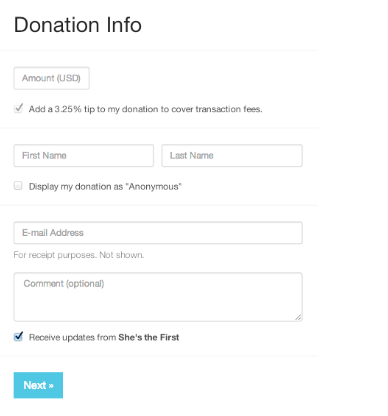 Donation Info
Amount (USD)
Add a 3.25% tip to my donation to cover transaction fees.
First Name Last Name
Display my donation as "Anonymous"
E-mail Address
For receipt purposes. Not shown.
Comment (optional)
Receive updates from She's the First
Next »